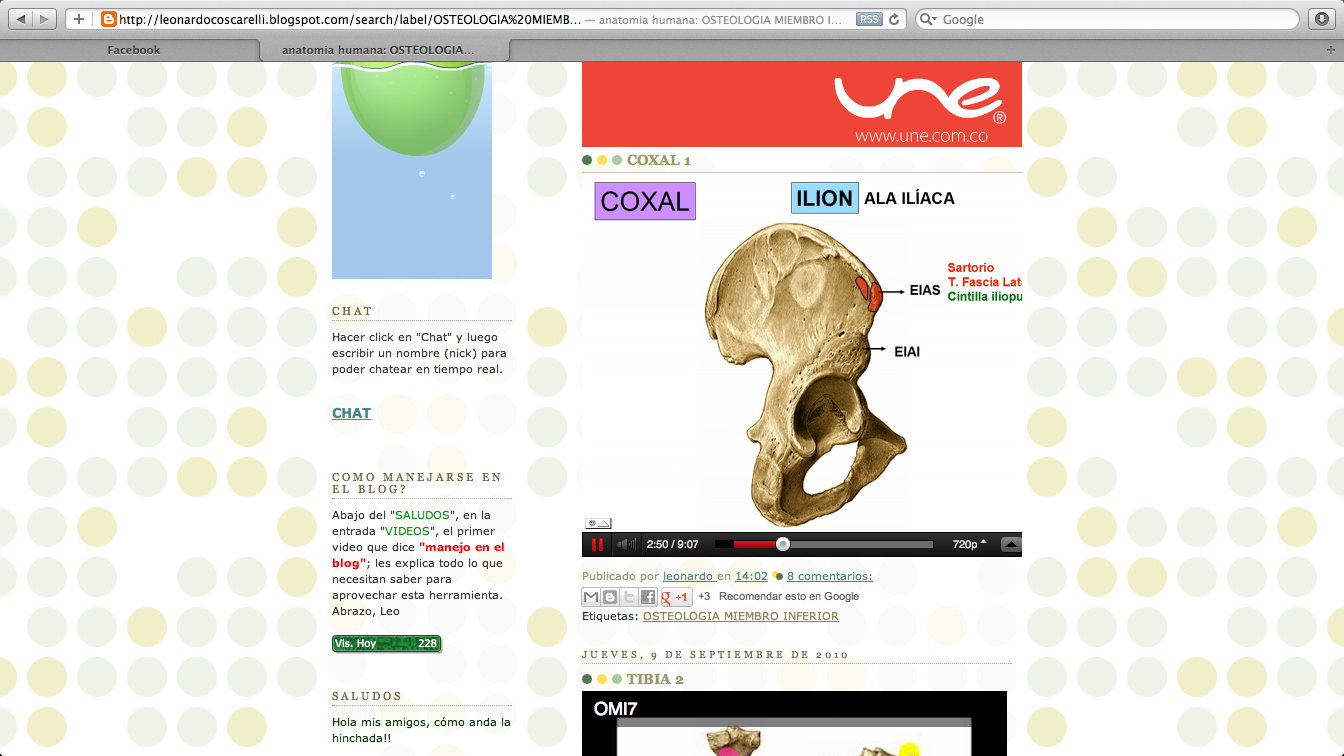 http://leonardocoscarelli.blogspot.com/search/label/OSTEOLOGIA%20MIEMB... — anatomia humana: OSTEOLOGIA MIEMBRO I... RSS
Google
Facebook
anatomia humana: OSTEOLOGIA...
CHAT
Hacer click en "Chat" y luego
escribir un nombre (nick) para
poder chatear en tiempo real.
CHAT
COMO MANEJARSE EN
EL BLOG?
Abajo del "SALUDOS", en la
entrada "VIDEOS", el primer
video que dice "manejo en el
blog"; les explica todo lo que
necesitan saber para
aprovechar esta herramienta.
Abrazo, Leo
Vis. Hoy 228
SALUDOS
Hola mis amigos, cómo anda la
hinchada!!
une®
www.une.com.co
COXAL 1
COXAL
ILION ALA ILÍACA
Sartorio
T. Fascia Lat
Cintilla iliopu
EIAS
EIAI
2:50 / 9:07 720p
Publicado por leonardo en 14:02 8 comentarios:
+1 +3 Recomendar esto en Google
Etiquetas: OSTEOLOGIA MIEMBRO INFERIOR
JUEVES, 9 DE SEPTIEMBRE DE 2010
TIBIA 2
OMI7